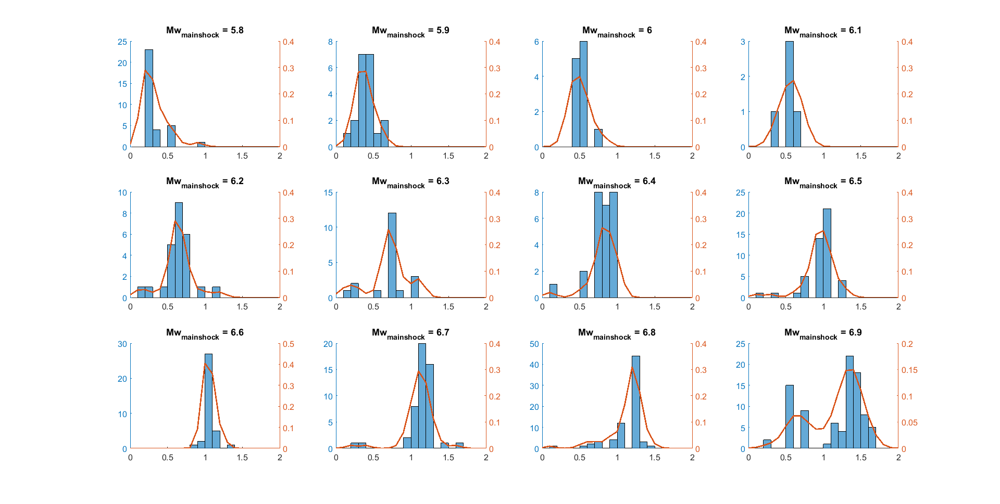 Mw_mainshock = 5.8 Mw_mainshock = 5.9 Mw_mainshock = 6 Mw_mainshock = 6.1
25 0.4 8 0.4 6 0.4 3 0.4
20 0.3 6 0.3 4 0.3 2 0.3
15 0.2 4 0.2 2 0.2 1 0.2
10 0.1 2 0.1 0 0.1 0 0.1
5 0 0 0 0 0
0
0 0.5 1 1.5 2 0 0.5 1 1.5 2 0 0.5 1 1.5 2 0 0.5 1 1.5 2
Mw_mainshock = 6.2 Mw_mainshock = 6.3 Mw_mainshock = 6.4 Mw_mainshock = 6.5
10 0.4 15 0.4 8 0.4 25 0.4
8 0.3 10 0.3 6 0.3 20 0.3
6 0.2 5 0.2 4 0.2 15 0.2
4 0.1 0 0.1 2 0.1 10 0.1
2 0 0 0 0 5 0
0 0
0 0.5 1 1.5 2 0 0.5 1 1.5 2 0 0.5 1 1.5 2 0 0.5 1 1.5 2
Mw_mainshock = 6.6 Mw_mainshock = 6.7 Mw_mainshock = 6.8 Mw_mainshock = 6.9
30 0.5 20 0.4 50 0.4 25 0.2
20 0.4 15 0.3 40 0.3 20 0.15
10 0.3 10 0.2 30 0.2 15 0.1
0 0.2 5 0.1 20 0.1 10 0.05
0.1 0 0 10 0 5 0
0 0 0
0 0.5 1 1.5 2 0 0.5 1 1.5 2 0 0.5 1 1.5 2 0 0.5 1 1.5 2